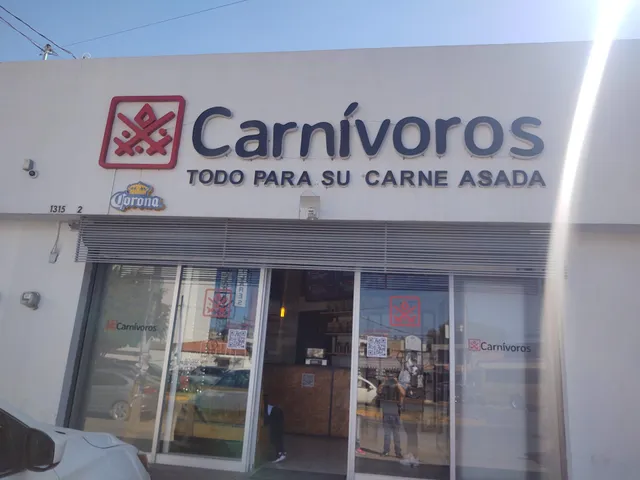 Carnívoros
TODO PARA SU CARNE ASADA
Corona
1315 2
Carnívoros
Carnívoros